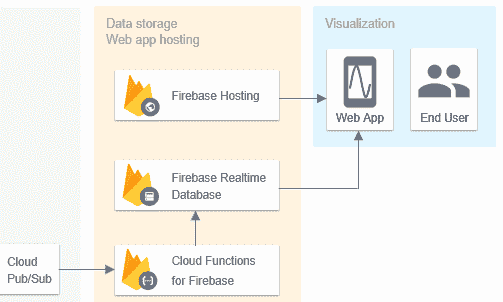 Data storage
Web app hosting
Visualization
Firebase Hosting
Web App
End User
Firebase Realtime
Database
Cloud
Pub/Sub
Cloud Functions
for Firebase